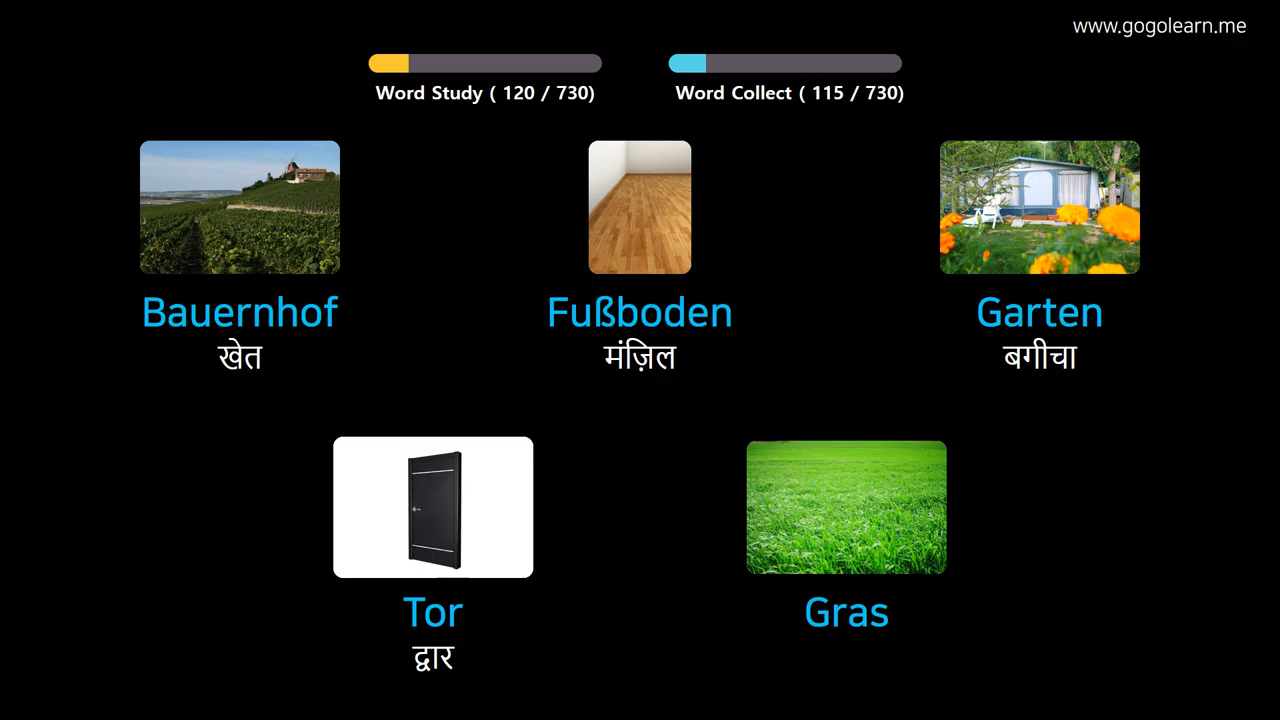 www.gogolearn.me
Word Study ( 120 / 730)
Word Collect ( 115 / 730)
Bauernhof
खेत
Fußboden
मंज़िल
Garten
बगीचा
Tor
द्वार
Gras